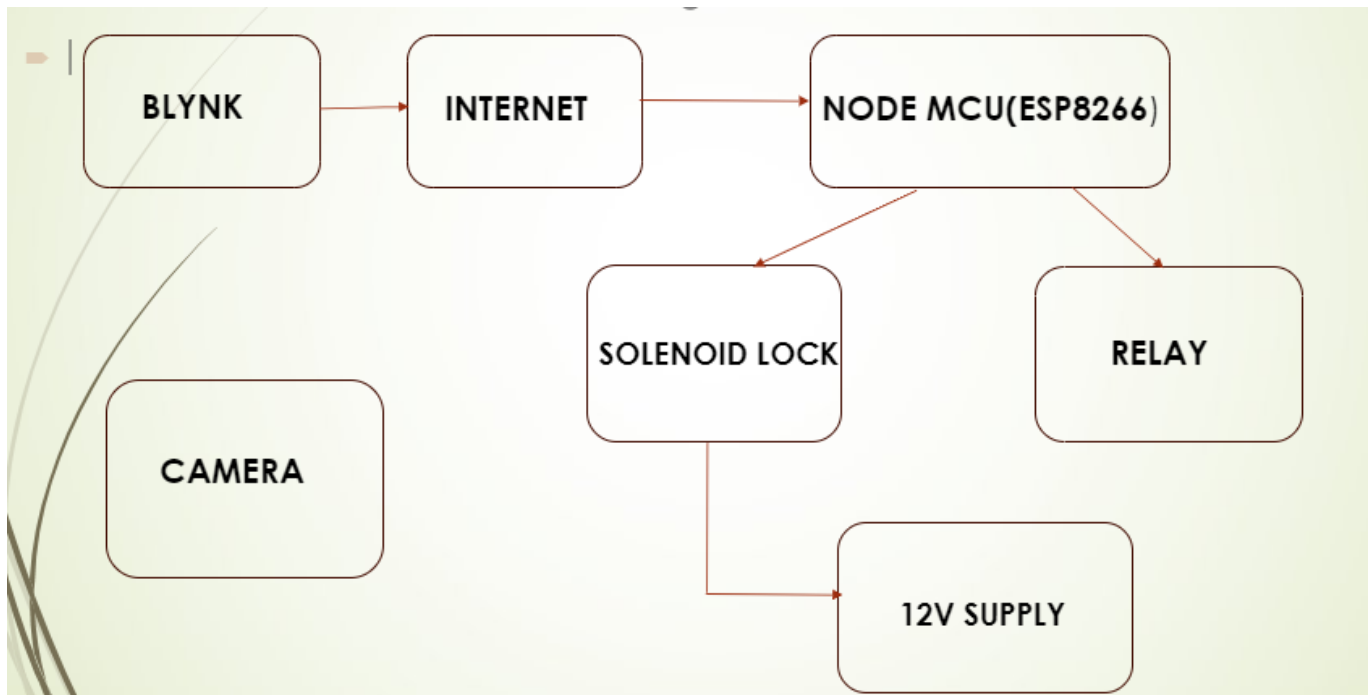 BLYNK
INTERNET
NODE MCU(ESP8266)
SOLENOID LOCK
RELAY
CAMERA
12V SUPPLY